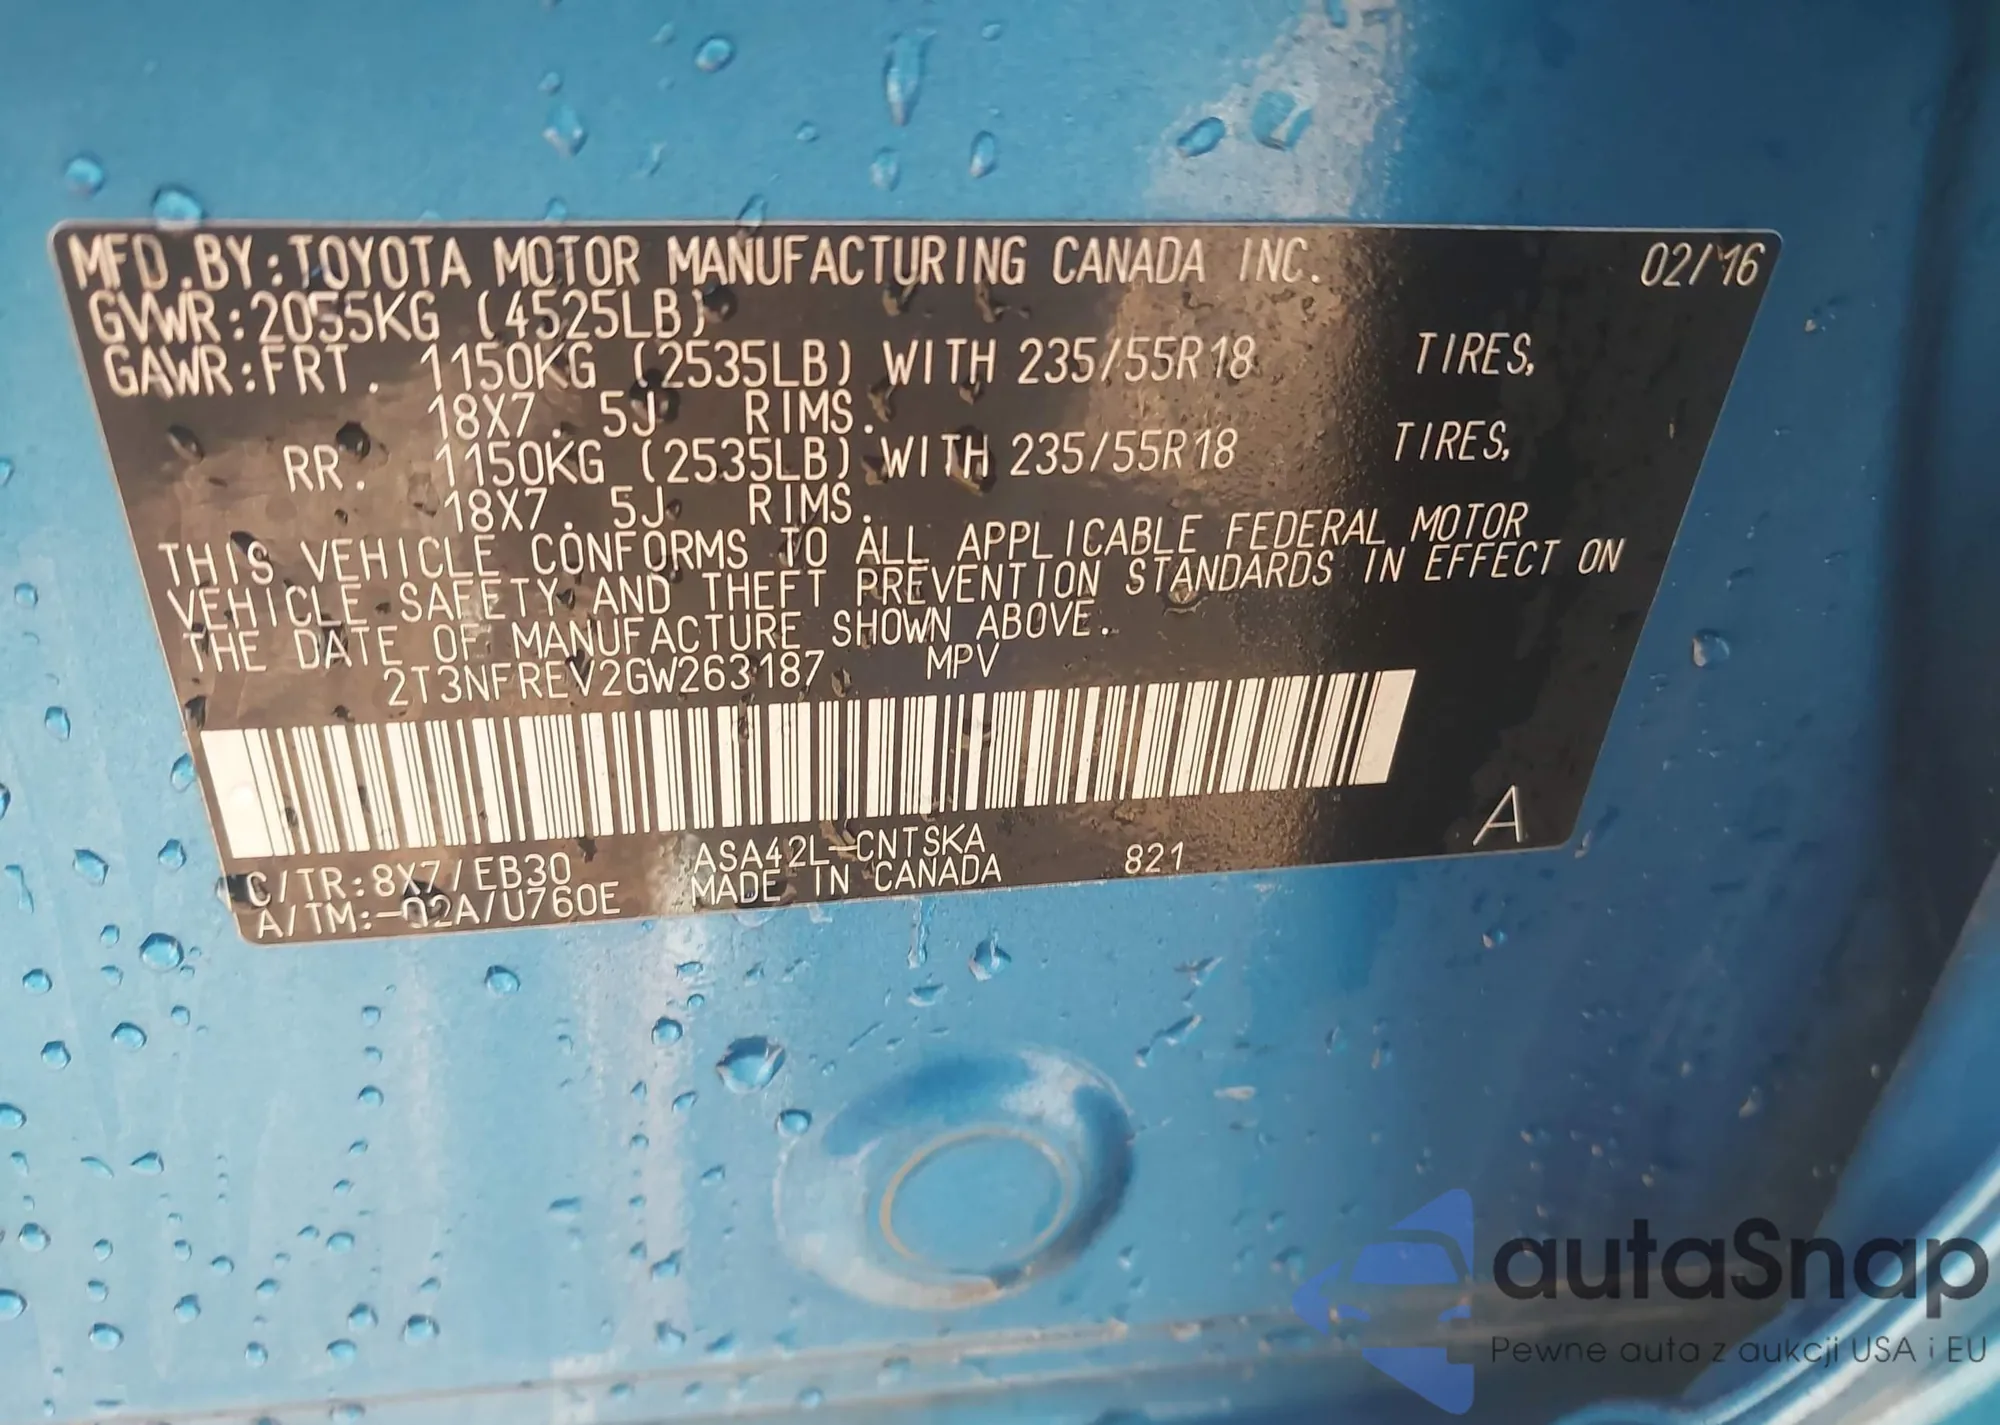 MFD.BY:TOYOTA MOTOR MANUFACTURING CANADA INC. 02/16
GVWR:2055KG (4525LB)
GAWR:FRT. 1150KG (2535LB) WITH 235/55R18 TIRES,
18X7.5J RIMS.
RR. 1150KG (2535LB) WITH 235/55R18 TIRES,
18X7.5J RIMS.
THIS VEHICLE CONFORMS TO ALL APPLICABLE FEDERAL MOTOR
VEHICLE SAFETY AND THEFT PREVENTION STANDARDS IN EFFECT ON
THE DATE OF MANUFACTURE SHOWN ABOVE.
2T3NFREV2GW263187 MPV
C/TR:8X7/EB30 ASA42L-CNTSKA 821 A
A/TM:-02A/U760E MADE IN CANADA
autaSnap
Pewne auta z aukcji USA i EU